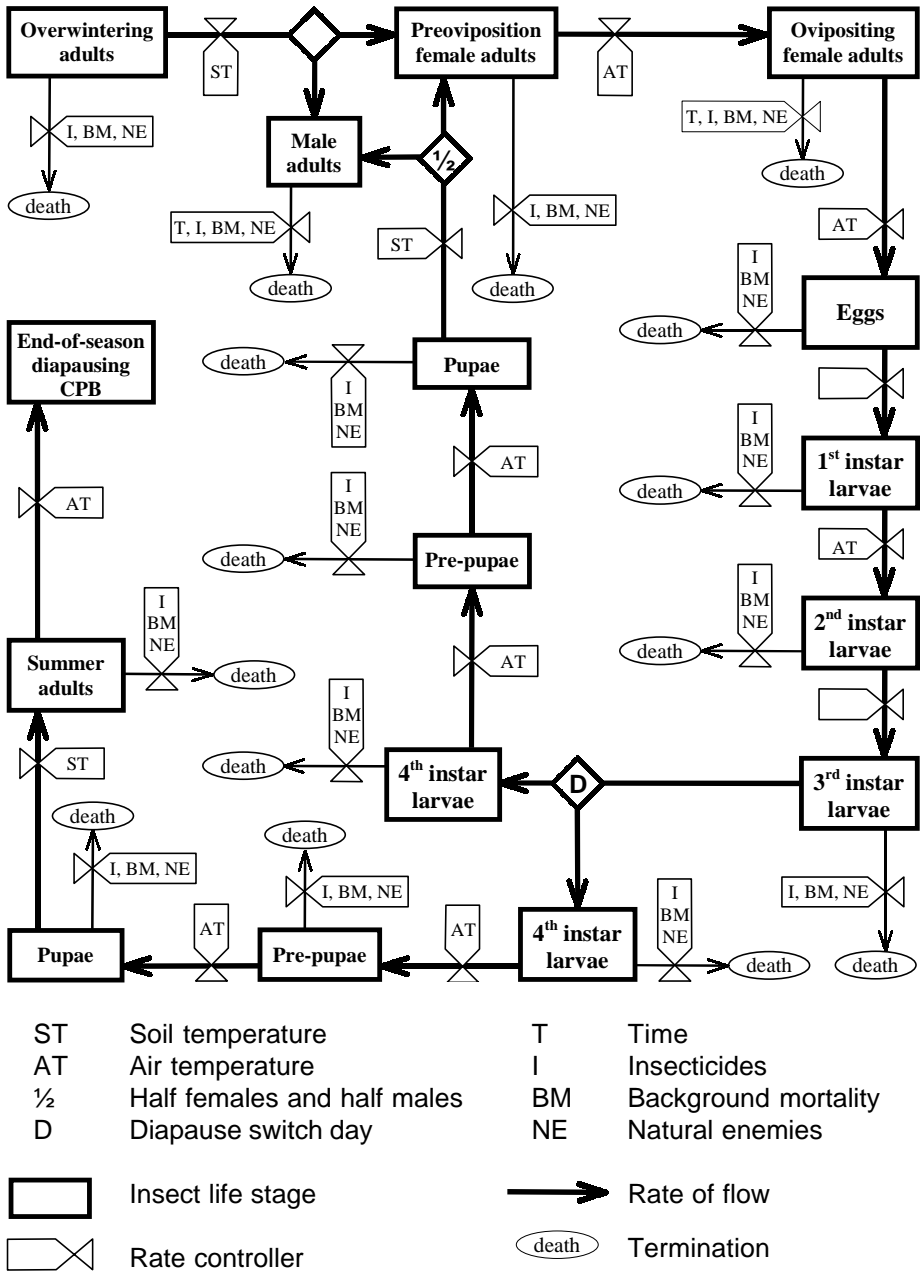 Overwintering
adults
ST
Preoviposition
female adults
AT
Ovipositing
female adults
I, BM, NE
death
Male
adults
½
T, I, BM, NE
death
ST
I, BM, NE
death
T, I, BM, NE
death
AT
Eggs
I
BM
NE
death
End-of-season
diapausing
CPB
Pupae
I
BM
NE
death
1st instar
larvae
I
BM
NE
death
AT
AT
Pre-pupae
I
BM
NE
death
AT
2nd instar
larvae
I
BM
NE
death
Summer
adults
I
BM
NE
death
AT
ST
4th instar
larvae
I
BM
NE
death
D
3rd instar
larvae
I, BM, NE
death
death
I, BM, NE
Pupae
AT
death
I, BM, NE
Pre-pupae
AT
4th instar
larvae
I
BM
NE
death
ST Soil temperature
AT Air temperature
½ Half females and half males
D Diapause switch day
T Time
I Insecticides
BM Background mortality
NE Natural enemies
Insect life stage
Rate controller
Rate of flow
death Termination